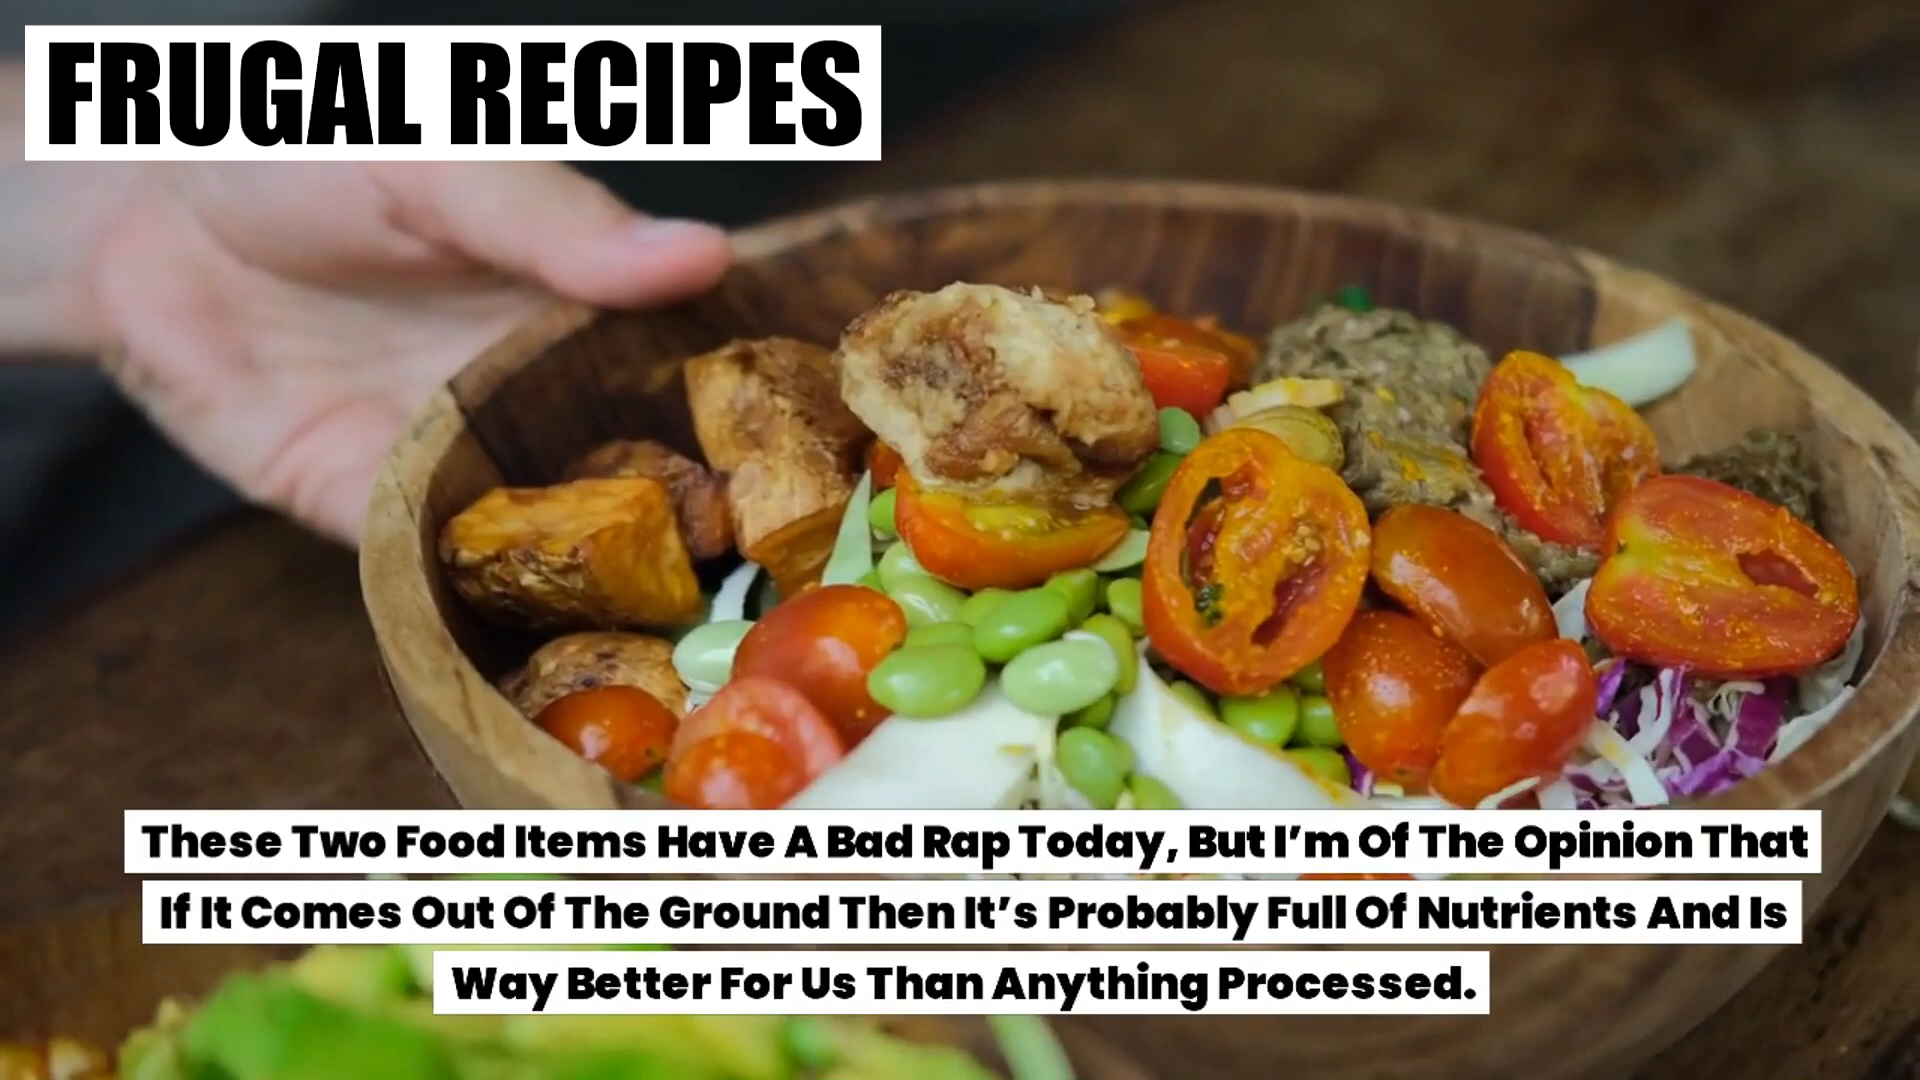 FRUGAL RECIPES
These Two Food Items Have A Bad Rap Today, But I’m Of The Opinion That
If It Comes Out Of The Ground Then It’s Probably Full Of Nutrients And Is
Way Better For Us Than Anything Processed.